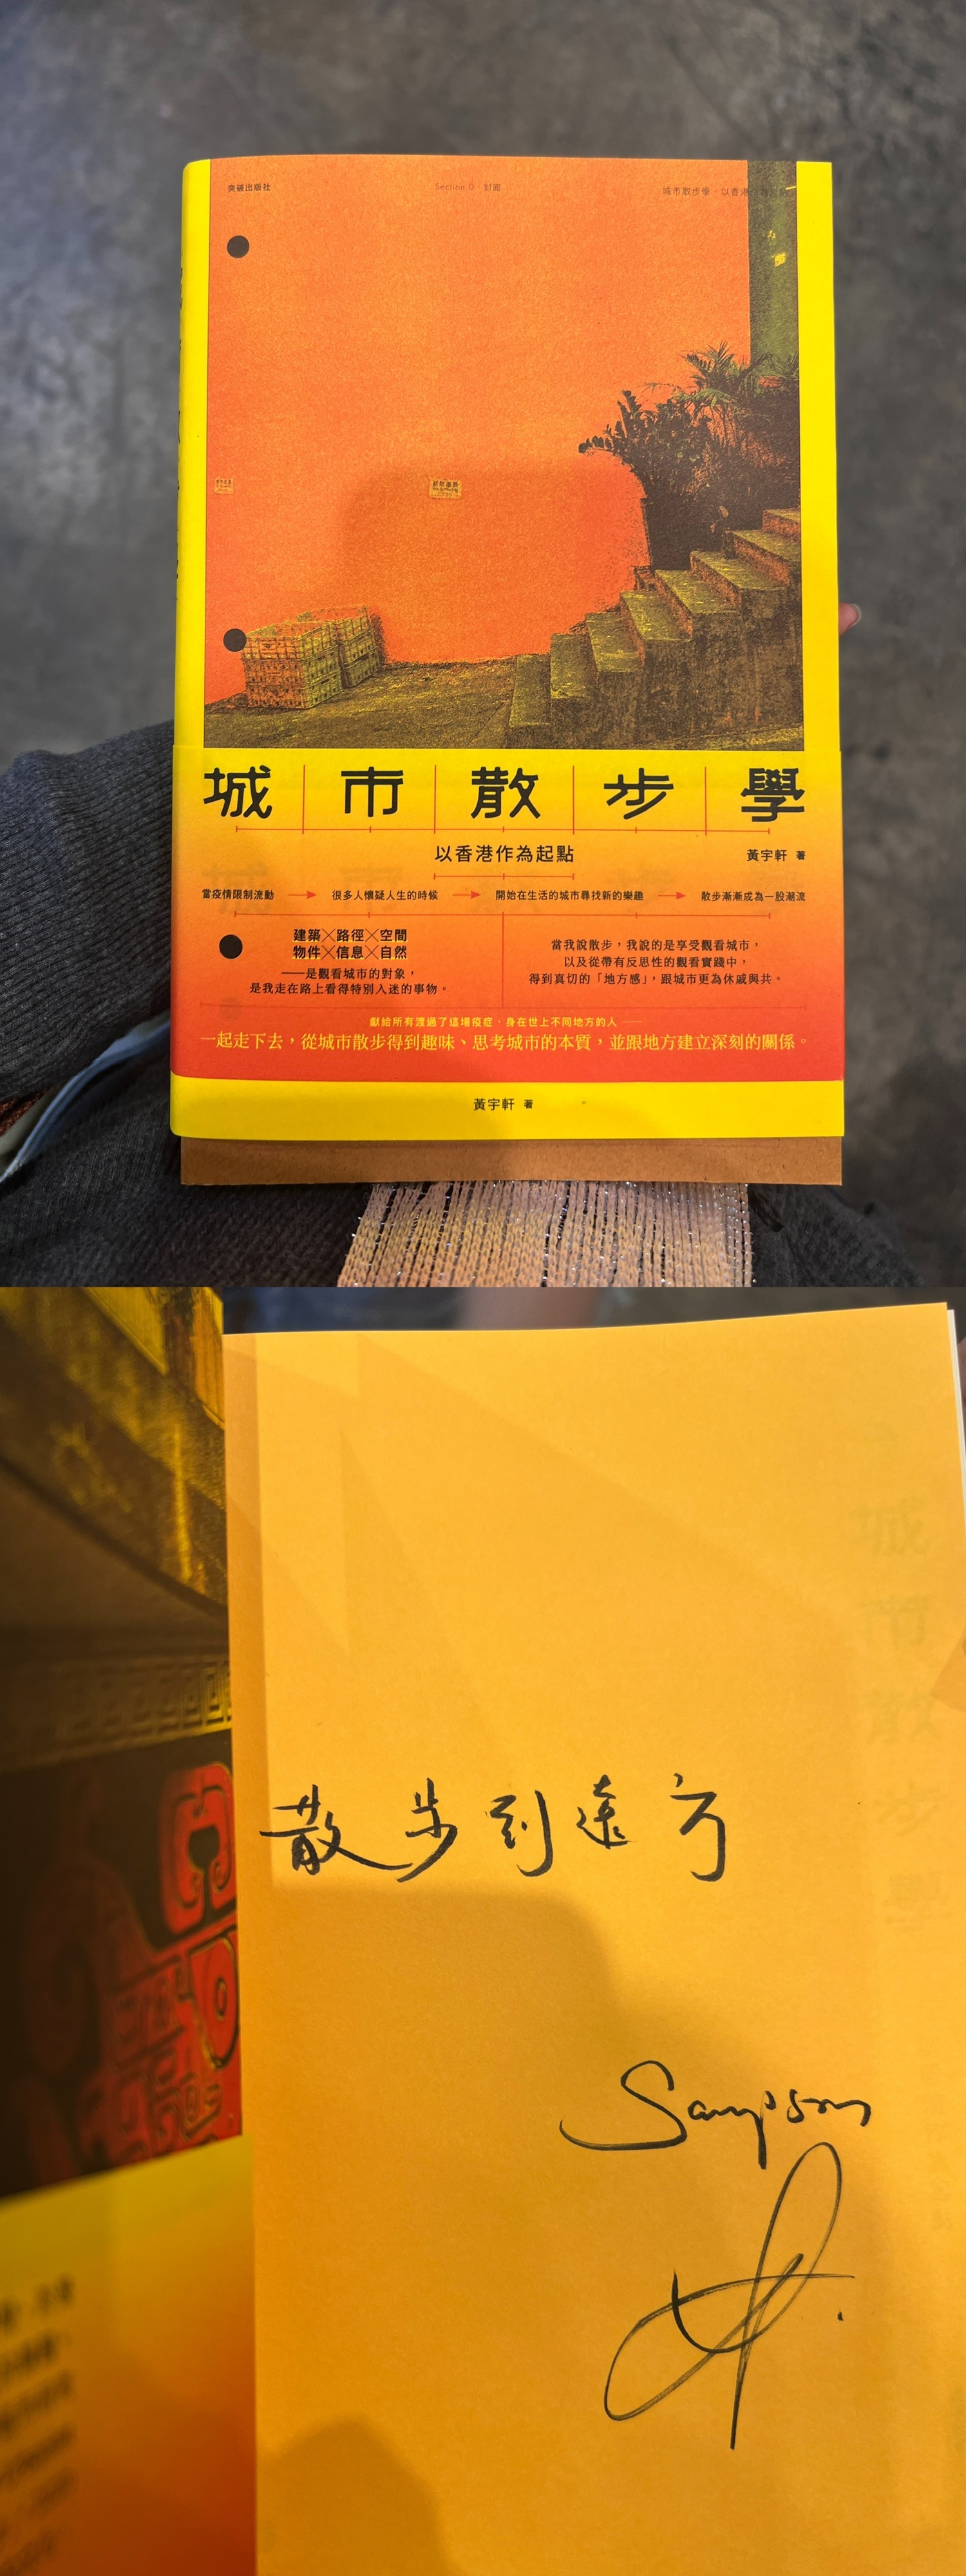 突破出版社
Section 0 . 封面
城市散步學．以香港
城市散步學
以香港作為起點
黃宇軒 著
當疫情限制流動 → 很多人懷疑人生的時候 → 開始在生活的城市尋找新的樂趣 → 散步漸漸成為一股潮流
建築╳路徑╳空間
物件╳信息╳自然
——是觀看城市的對象，
是我走在路上看得特別入迷的事物。
當我說散步，我說的是享受觀看城市，
以及從帶有反思性的觀看實踐中，
得到真切的「地方感」，跟城市更為休戚與共。
獻給所有渡過了這場疫症、身在世上不同地方的人——
一起走下去，從城市散步得到趣味、思考城市的本質，並跟地方建立深刻的關係。
黃宇軒 著
散步到遠方
Sampson
城
市
散
步
學